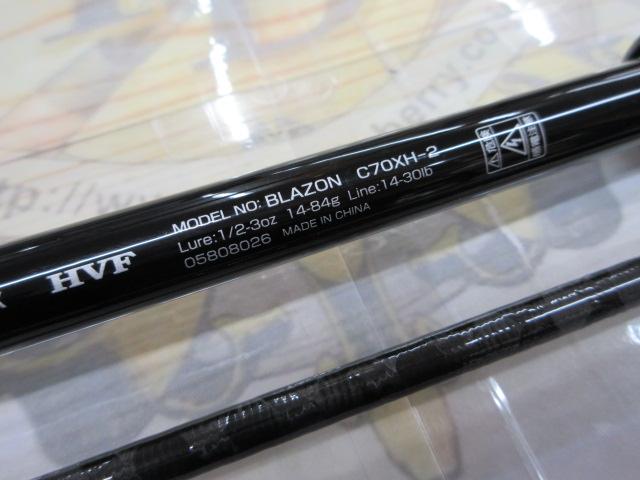 MODEL NO: BLAZON C70XH-2
Lure:1/2-3oz 14-84g Line:14-30lb
05808026 MADE IN CHINA
HVF